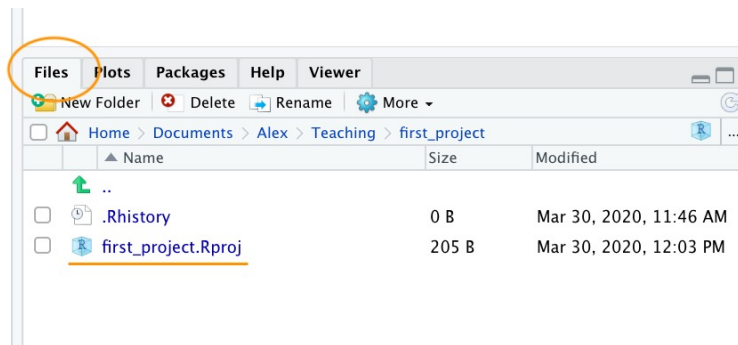 Files Plots Packages Help Viewer
New Folder Delete Rename More
Home > Documents > Alex > Teaching > first_project R ...
Name Size Modified
..
.Rhistory 0 B Mar 30, 2020, 11:46 AM
R first_project.Rproj 205 B Mar 30, 2020, 12:03 PM